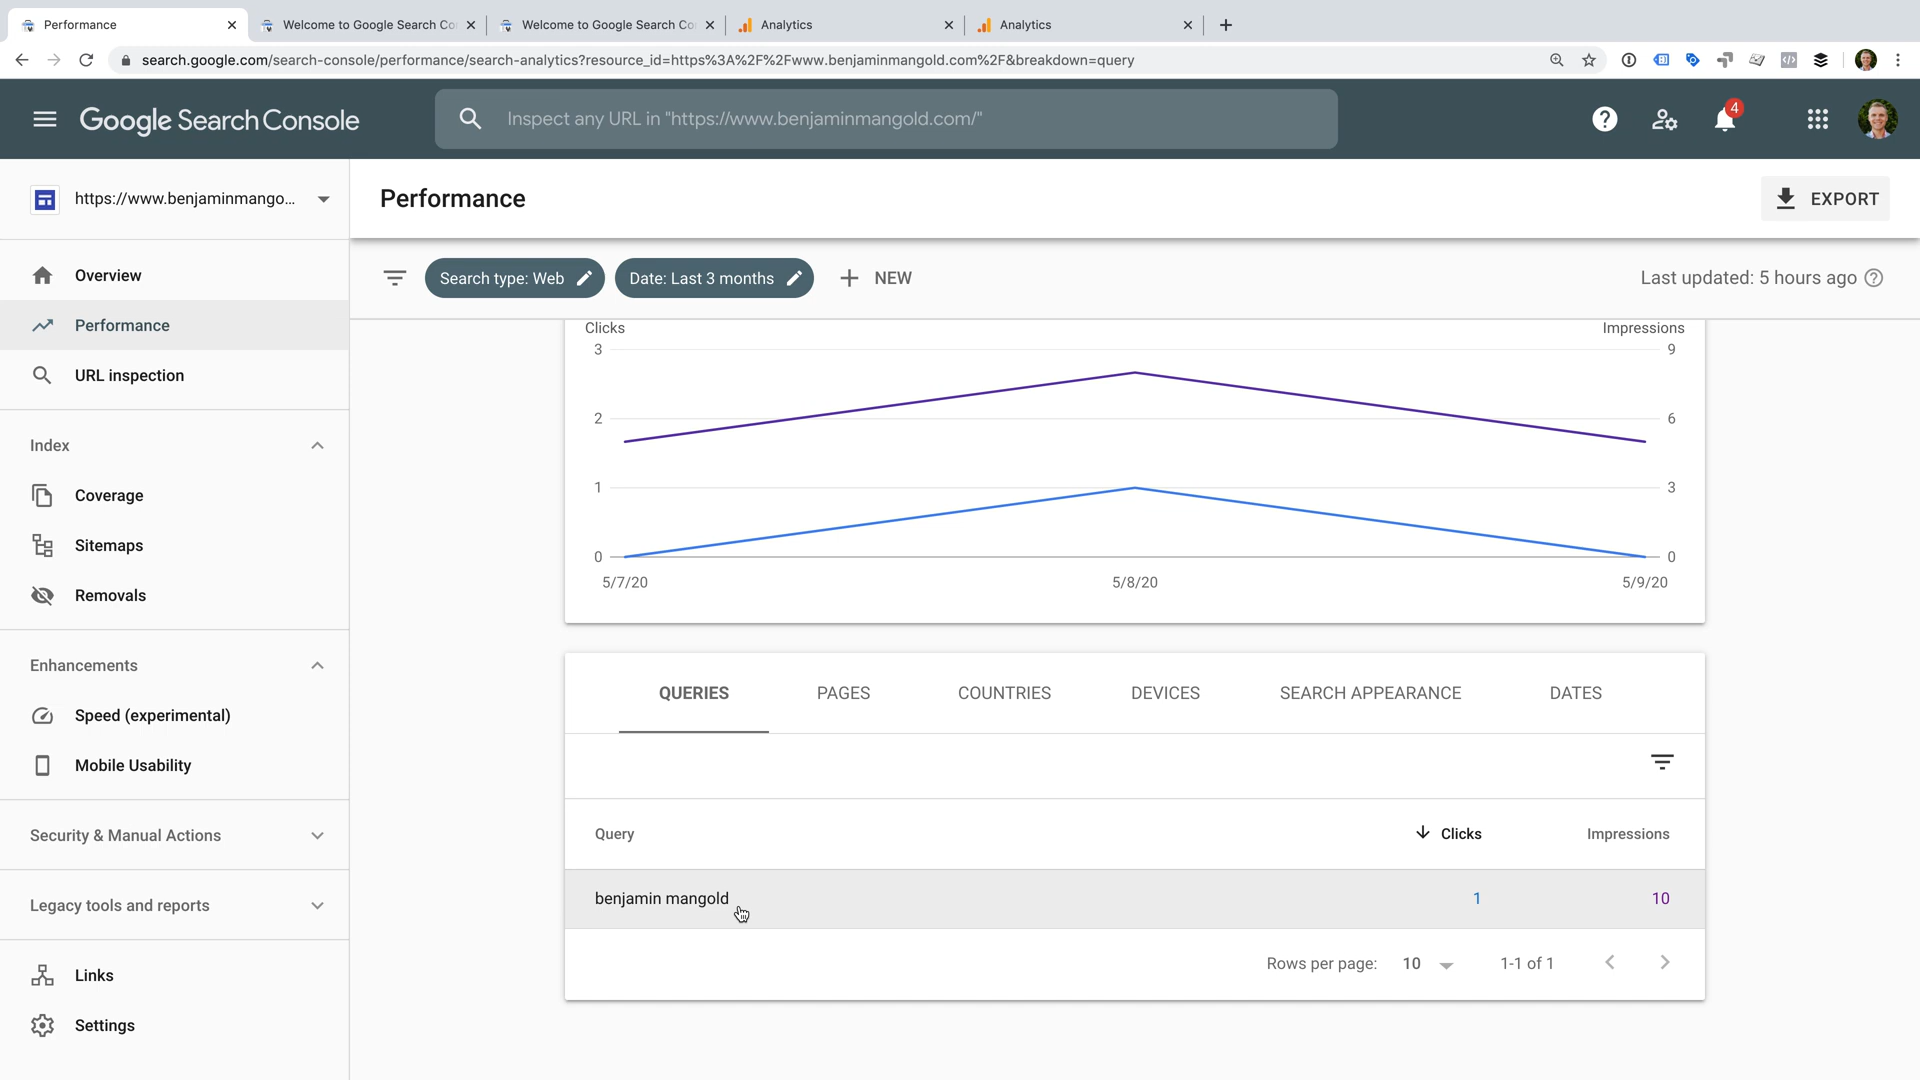 Performance
Welcome to Google Search Co
Welcome to Google Search Co
Analytics
Analytics
search.google.com/search-console/performance/search-analytics?resource_id=https%3A%2F%2Fwww.benjaminmangold.com%2F&breakdown=query
Google Search Console
Inspect any URL in "https://www.benjaminmangold.com/"
4
https://www.benjaminmango...
Performance
EXPORT
Overview
Performance
URL inspection
Index
Coverage
Sitemaps
Removals
Enhancements
Speed (experimental)
Mobile Usability
Security & Manual Actions
Legacy tools and reports
Links
Settings
Search type: Web
Date: Last 3 months
NEW
Last updated: 5 hours ago
Clicks
Impressions
3
9
2
6
1
3
0
0
5/7/20
5/8/20
5/9/20
QUERIES
PAGES
COUNTRIES
DEVICES
SEARCH APPEARANCE
DATES
Query
Clicks
Impressions
benjamin mangold
1
10
Rows per page: 10
1-1 of 1